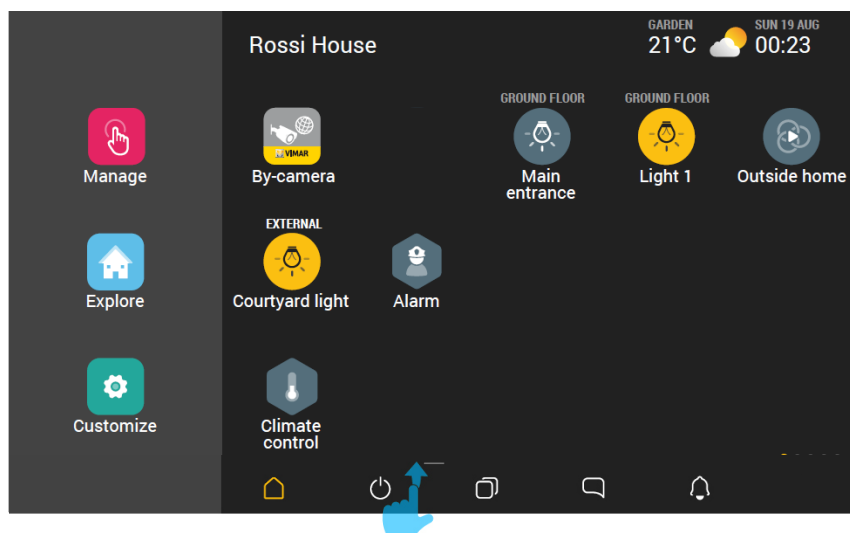 Rossi House
GARDEN
21°C
SUN 19 AUG
00:23
Manage
VIMAR
By-camera
GROUND FLOOR
Main
entrance
GROUND FLOOR
Light 1
Outside home
Explore
EXTERNAL
Courtyard light
Alarm
Customize
Climate
control